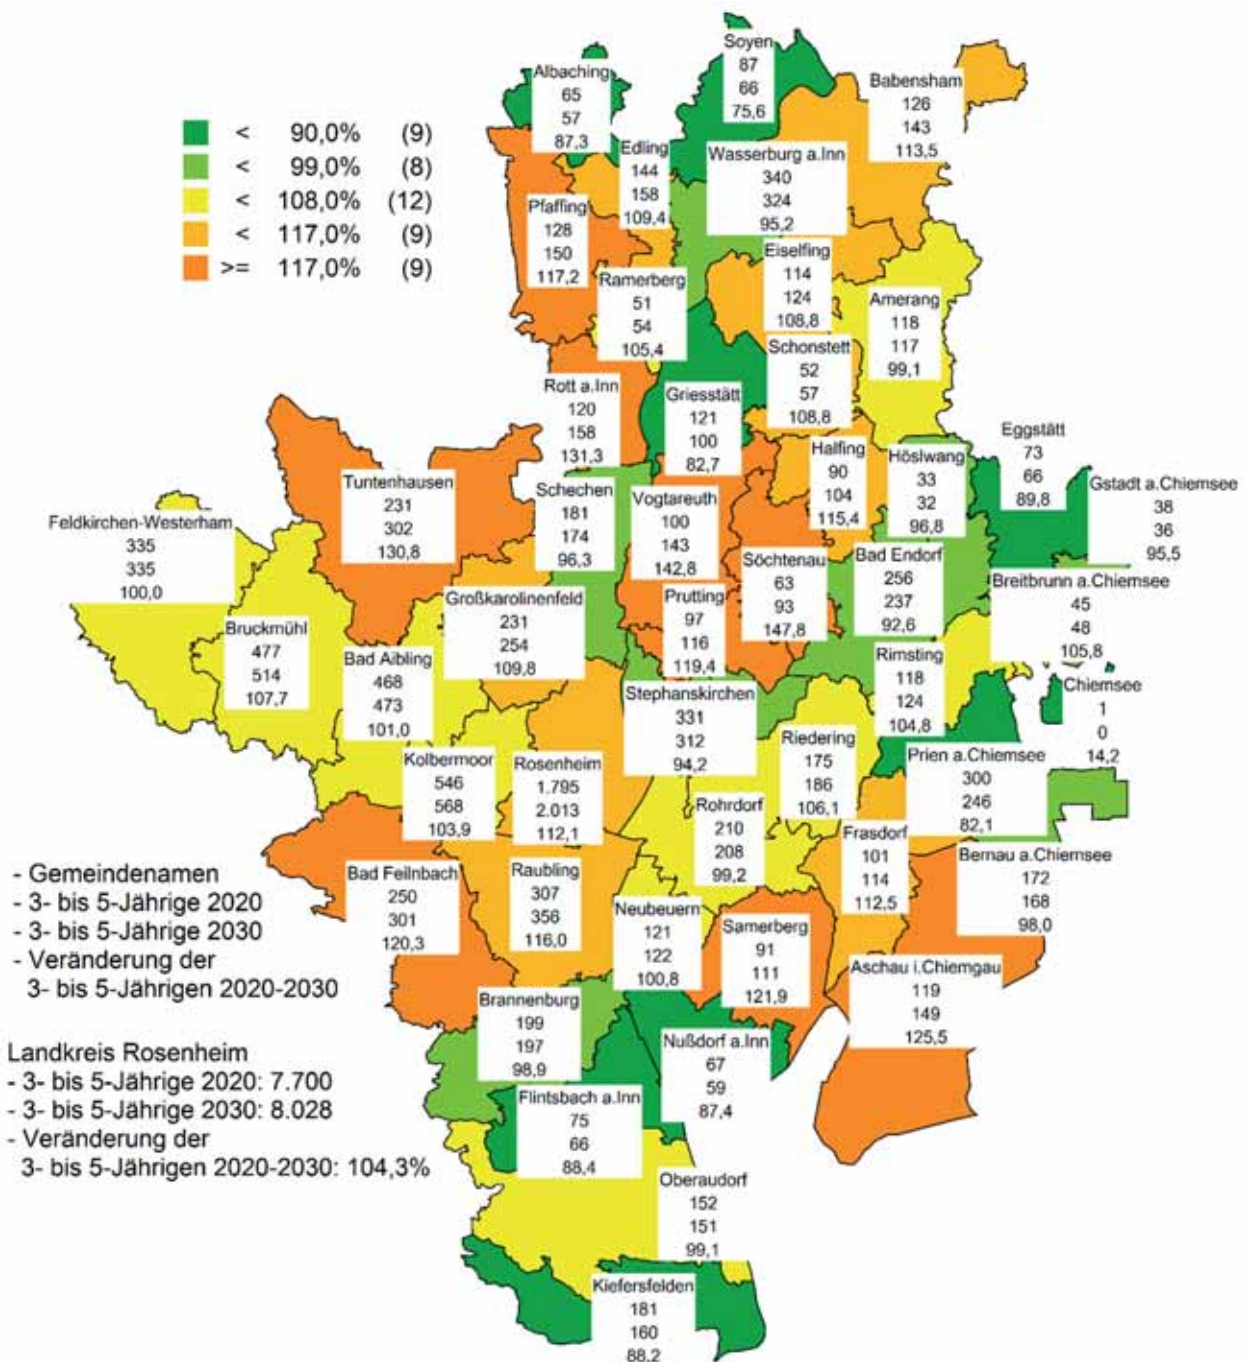 < 90,0% (9)
< 99,0% (8)
< 108,0% (12)
< 117,0% (9)
>= 117,0% (9)
Soyen
87
66
75,6
Albaching
65
57
87,3
Babensham
126
143
113,5
Edling
144
158
109,4
Wasserburg a.Inn
340
324
95,2
Pfaffing
128
150
117,2
Eiselfing
114
124
108,8
Ramerberg
51
54
105,4
Amerang
118
117
99,1
Schonstett
52
57
108,8
Rott a.Inn
120
158
131,3
Griesstätt
121
100
82,7
Eggstätt
73
66
89,8
Halfing
90
104
115,4
Höslwang
33
32
96,8
Gstadt a.Chiemsee
38
36
95,5
Tuntenhausen
231
302
130,8
Schechen
181
174
96,3
Vogtareuth
100
143
142,8
Feldkirchen-Westerham
335
335
100,0
Söchtenau
63
93
147,8
Bad Endorf
256
237
92,6
Breitbrunn a.Chiemsee
45
48
105,8
Großkarolinenfeld
231
254
109,8
Prutting
97
116
119,4
Bruckmühl
477
514
107,7
Bad Aibling
468
473
101,0
Rimsting
118
124
104,8
Chiemsee
1
0
14,2
Stephanskirchen
331
312
94,2
Riedering
175
186
106,1
Prien a.Chiemsee
300
246
82,1
Kolbermoor
546
568
103,9
Rosenheim
1.795
2.013
112,1
Rohrdorf
210
208
99,2
Frasdorf
101
114
112,5
Bernau a.Chiemsee
172
168
98,0
Bad Feilnbach
250
301
120,3
Raubling
307
356
116,0
Neubeuern
121
122
100,8
Samerberg
91
111
121,9
Aschau i.Chiemgau
119
149
125,5
Brannenburg
199
197
98,9
Nußdorf a.Inn
67
59
87,4
Flintsbach a.Inn
75
66
88,4
Oberaudorf
152
151
99,1
Kiefersfelden
181
160
88,2
- Gemeindenamen
- 3- bis 5-Jährige 2020
- 3- bis 5-Jährige 2030
- Veränderung der
3- bis 5-Jährigen 2020-2030
Landkreis Rosenheim
- 3- bis 5-Jährige 2020: 7.700
- 3- bis 5-Jährige 2030: 8.028
- Veränderung der
3- bis 5-Jährigen 2020-2030: 104,3%